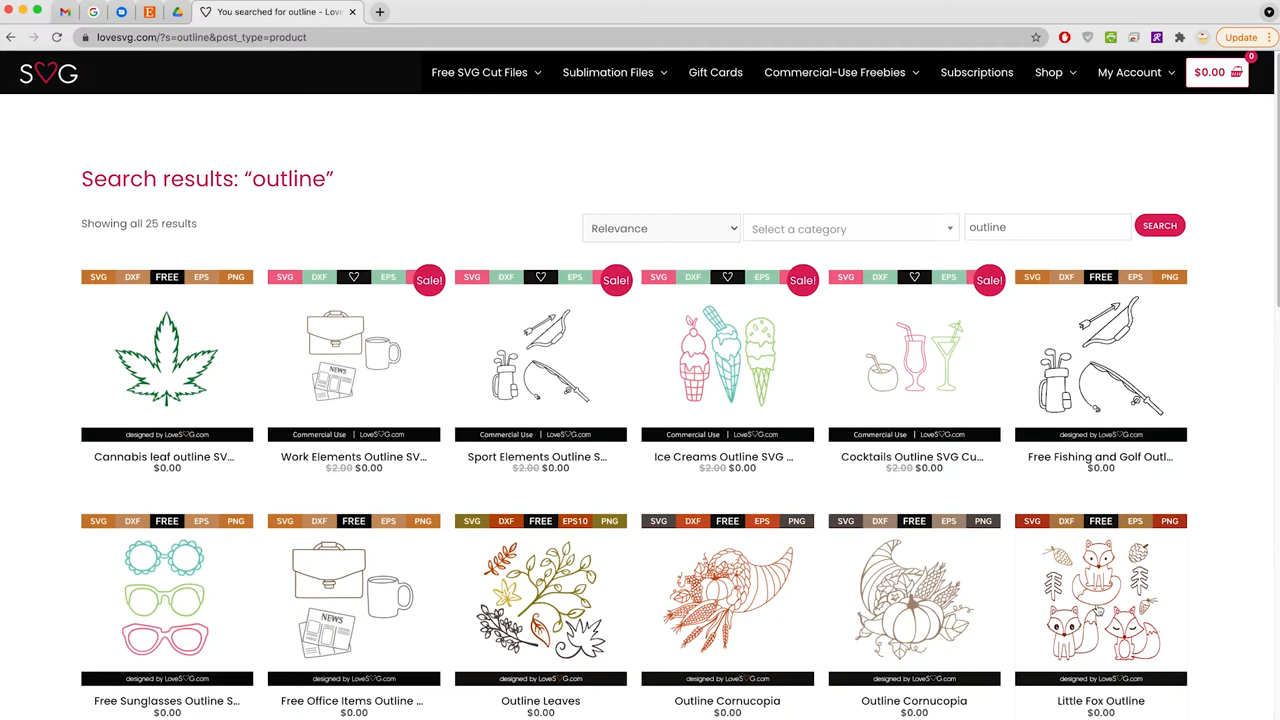 You searched for outline - Love
lovesvg.com/?s=outline&post_type=product
Update
SVG
Free SVG Cut Files
Sublimation Files
Gift Cards
Commercial-Use Freebies
Subscriptions
Shop
My Account
$0.00
0
Search results: “outline”
Showing all 25 results
Relevance
Select a category
outline
SEARCH
SVG DXF FREE EPS PNG
SVG DXF EPS Sale!
SVG DXF EPS Sale!
SVG DXF EPS Sale!
SVG DXF EPS Sale!
SVG DXF FREE EPS PNG
NEWS
designed by LoveSVG.com
Commercial Use | LoveSVG.com
Commercial Use | LoveSVG.com
Commercial Use | LoveSVG.com
Commercial Use | LoveSVG.com
designed by LoveSVG.com
Cannabis leaf outline SV...
Work Elements Outline SV...
Sport Elements Outline S...
Ice Creams Outline SVG ...
Cocktails Outline SVG Cu...
Free Fishing and Golf Outl...
$0.00
$2.00 $0.00
$2.00 $0.00
$2.00 $0.00
$2.00 $0.00
$0.00
SVG DXF FREE EPS PNG
SVG DXF FREE EPS PNG
SVG DXF FREE EPS10 PNG
SVG DXF FREE EPS PNG
SVG DXF FREE EPS PNG
SVG DXF FREE EPS PNG
NEWS
designed by LoveSVG.com
designed by LoveSVG.com
designed by LoveSVG.com
designed by LoveSVG.com
designed by LoveSVG.com
designed by LoveSVG.com
Free Sunglasses Outline S...
Free Office Items Outline ...
Outline Leaves
Outline Cornucopia
Outline Cornucopia
Little Fox Outline
$0.00
$0.00
$0.00
$0.00
$0.00
$0.00